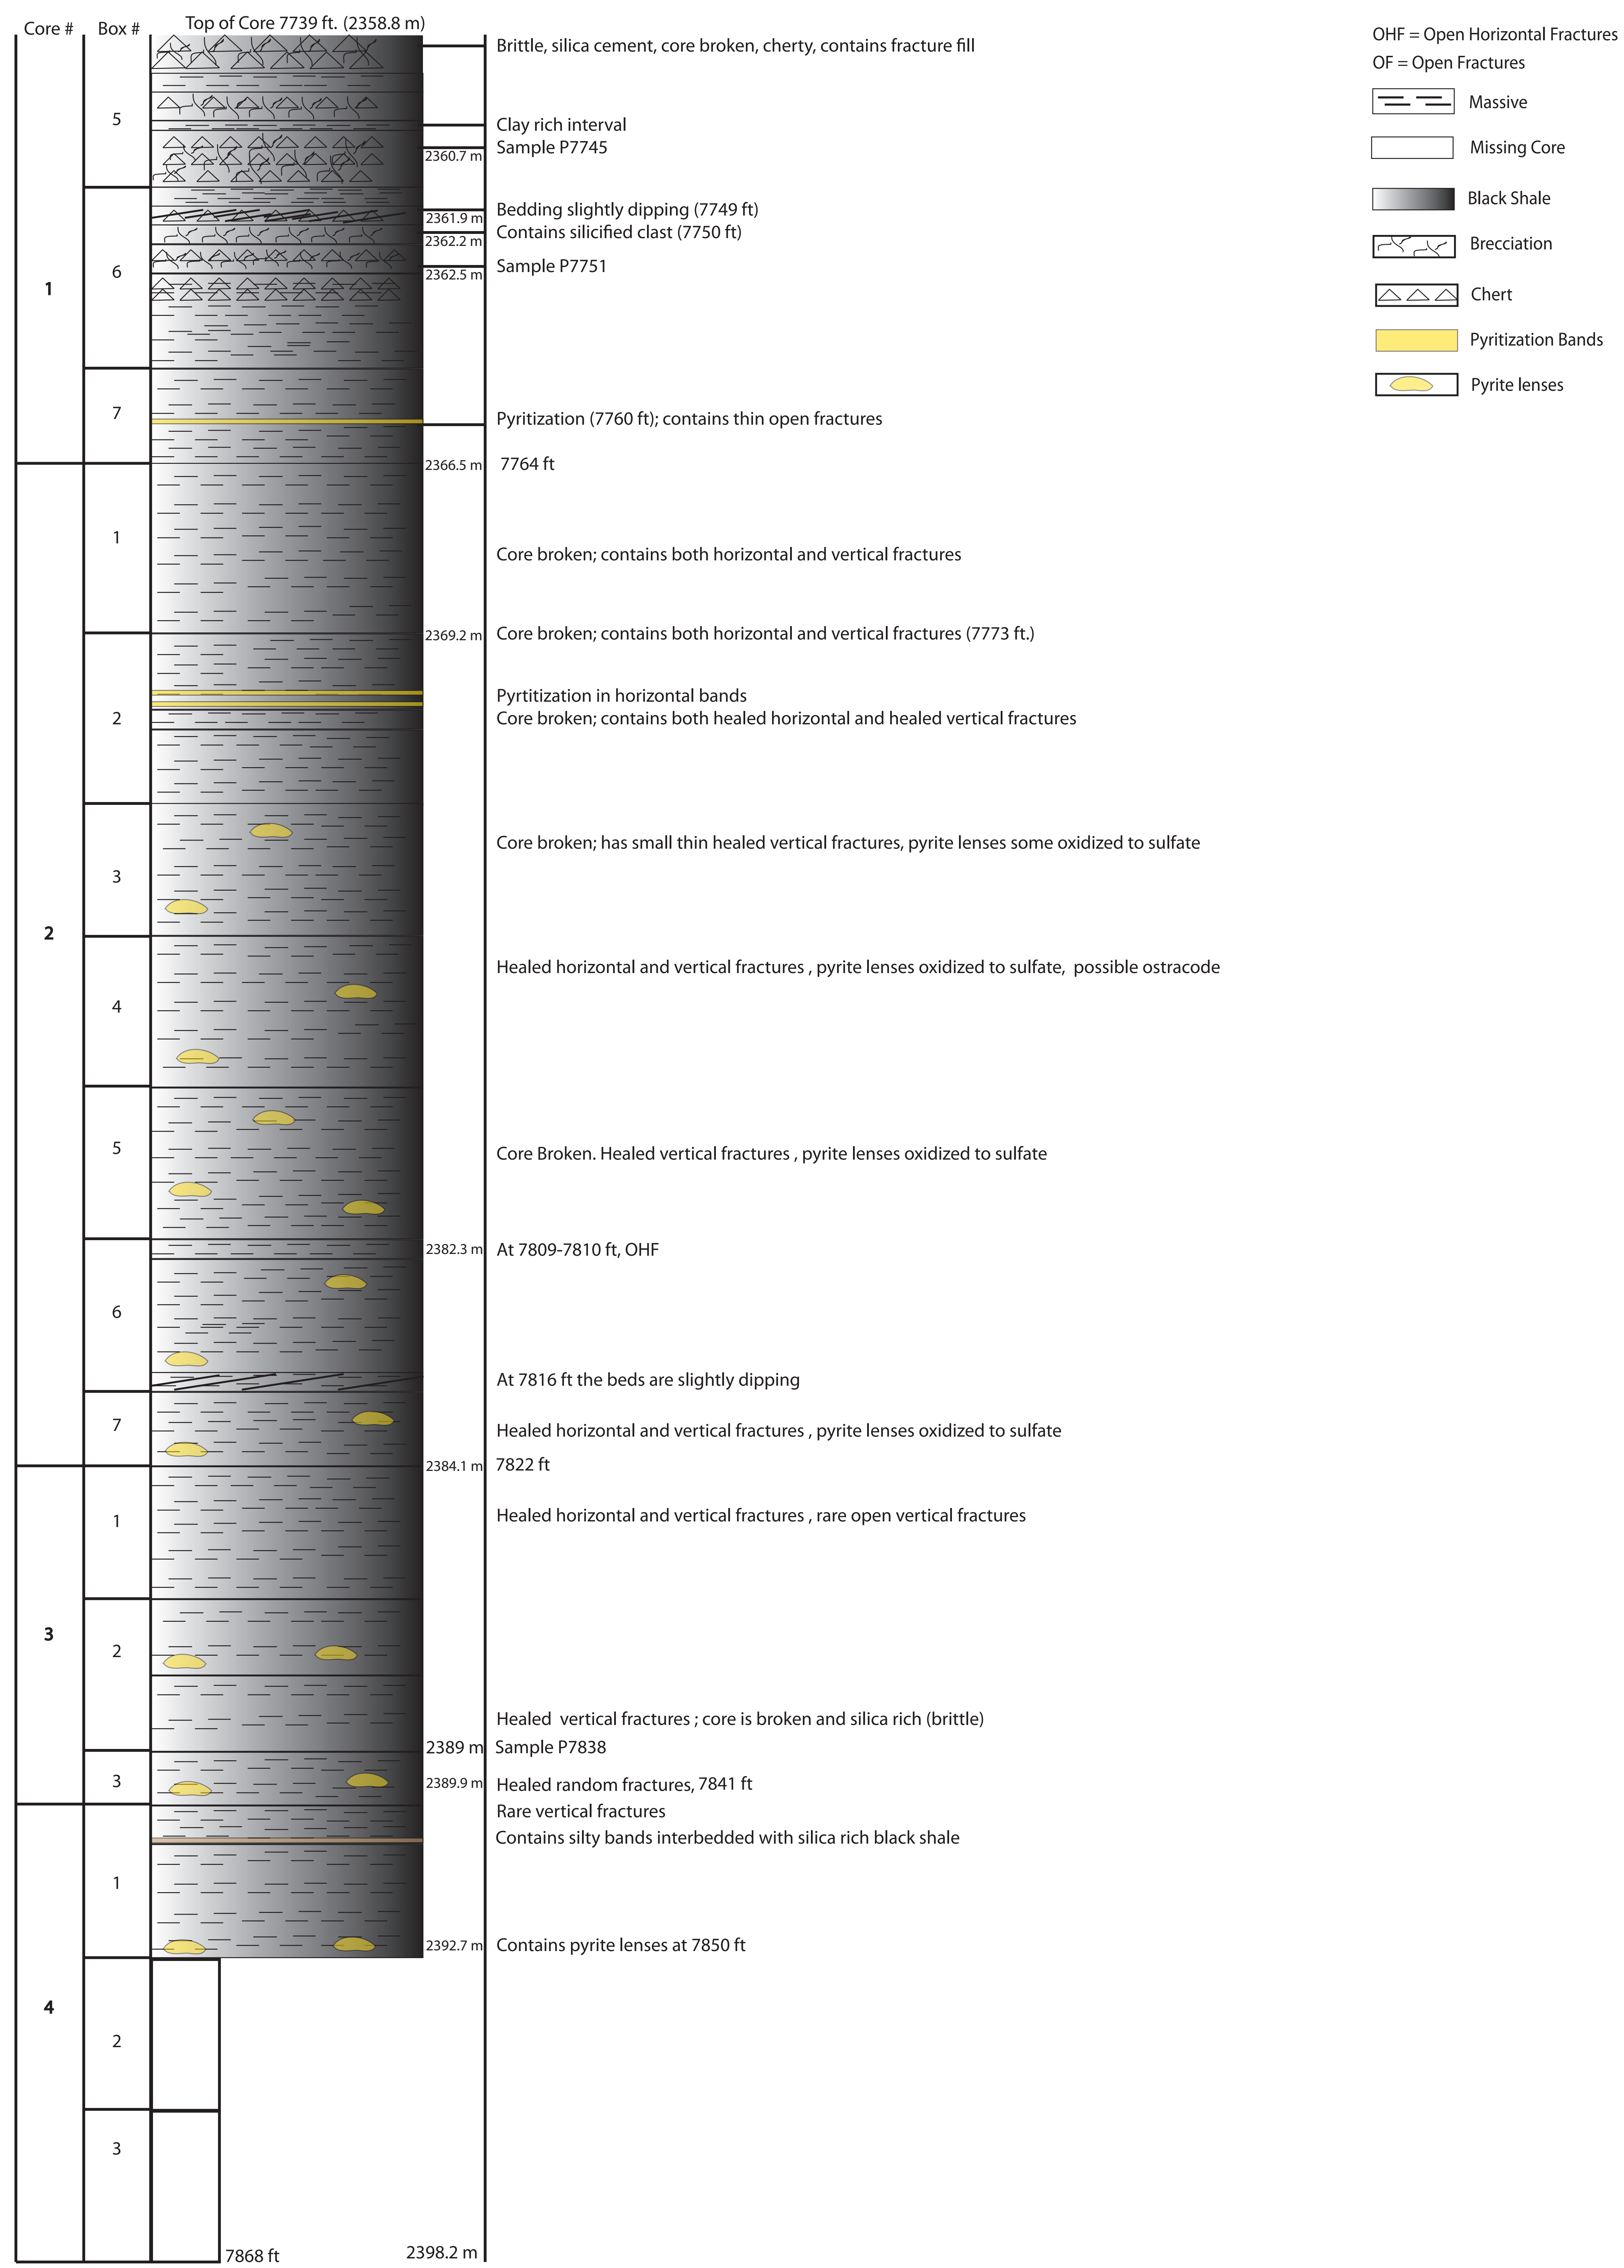 Core #
Box #
Top of Core 7739 ft. (2358.8 m)
OHF = Open Horizontal Fractures
OF = Open Fractures
Massive
Missing Core
Black Shale
Brecciation
Chert
Pyritization Bands
Pyrite lenses
1
5
Brittle, silica cement, core broken, cherty, contains fracture fill
Clay rich interval
Sample P7745
2360.7 m
6
Bedding slightly dipping (7749 ft)
2361.9 m
Contains silicified clast (7750 ft)
2362.2 m
Sample P7751
2362.5 m
7
Pyritization (7760 ft); contains thin open fractures
2366.5 m
7764 ft
2
1
Core broken; contains both horizontal and vertical fractures
2369.2 m
Core broken; contains both horizontal and vertical fractures (7773 ft.)
2
Pyrtitization in horizontal bands
Core broken; contains both healed horizontal and healed vertical fractures
3
Core broken; has small thin healed vertical fractures, pyrite lenses some oxidized to sulfate
4
Healed horizontal and vertical fractures , pyrite lenses oxidized to sulfate,  possible ostracode
5
Core Broken. Healed vertical fractures , pyrite lenses oxidized to sulfate
2382.3 m
At 7809-7810 ft, OHF
6
At 7816 ft the beds are slightly dipping
7
Healed horizontal and vertical fractures , pyrite lenses oxidized to sulfate
2384.1 m
7822 ft
3
1
Healed horizontal and vertical fractures , rare open vertical fractures
2
Healed  vertical fractures ; core is broken and silica rich (brittle)
2389 m
Sample P7838
3
2389.9 m
Healed random fractures, 7841 ft
Rare vertical fractures
Contains silty bands interbedded with silica rich black shale
4
1
2392.7 m
Contains pyrite lenses at 7850 ft
2
3
7868 ft
2398.2 m